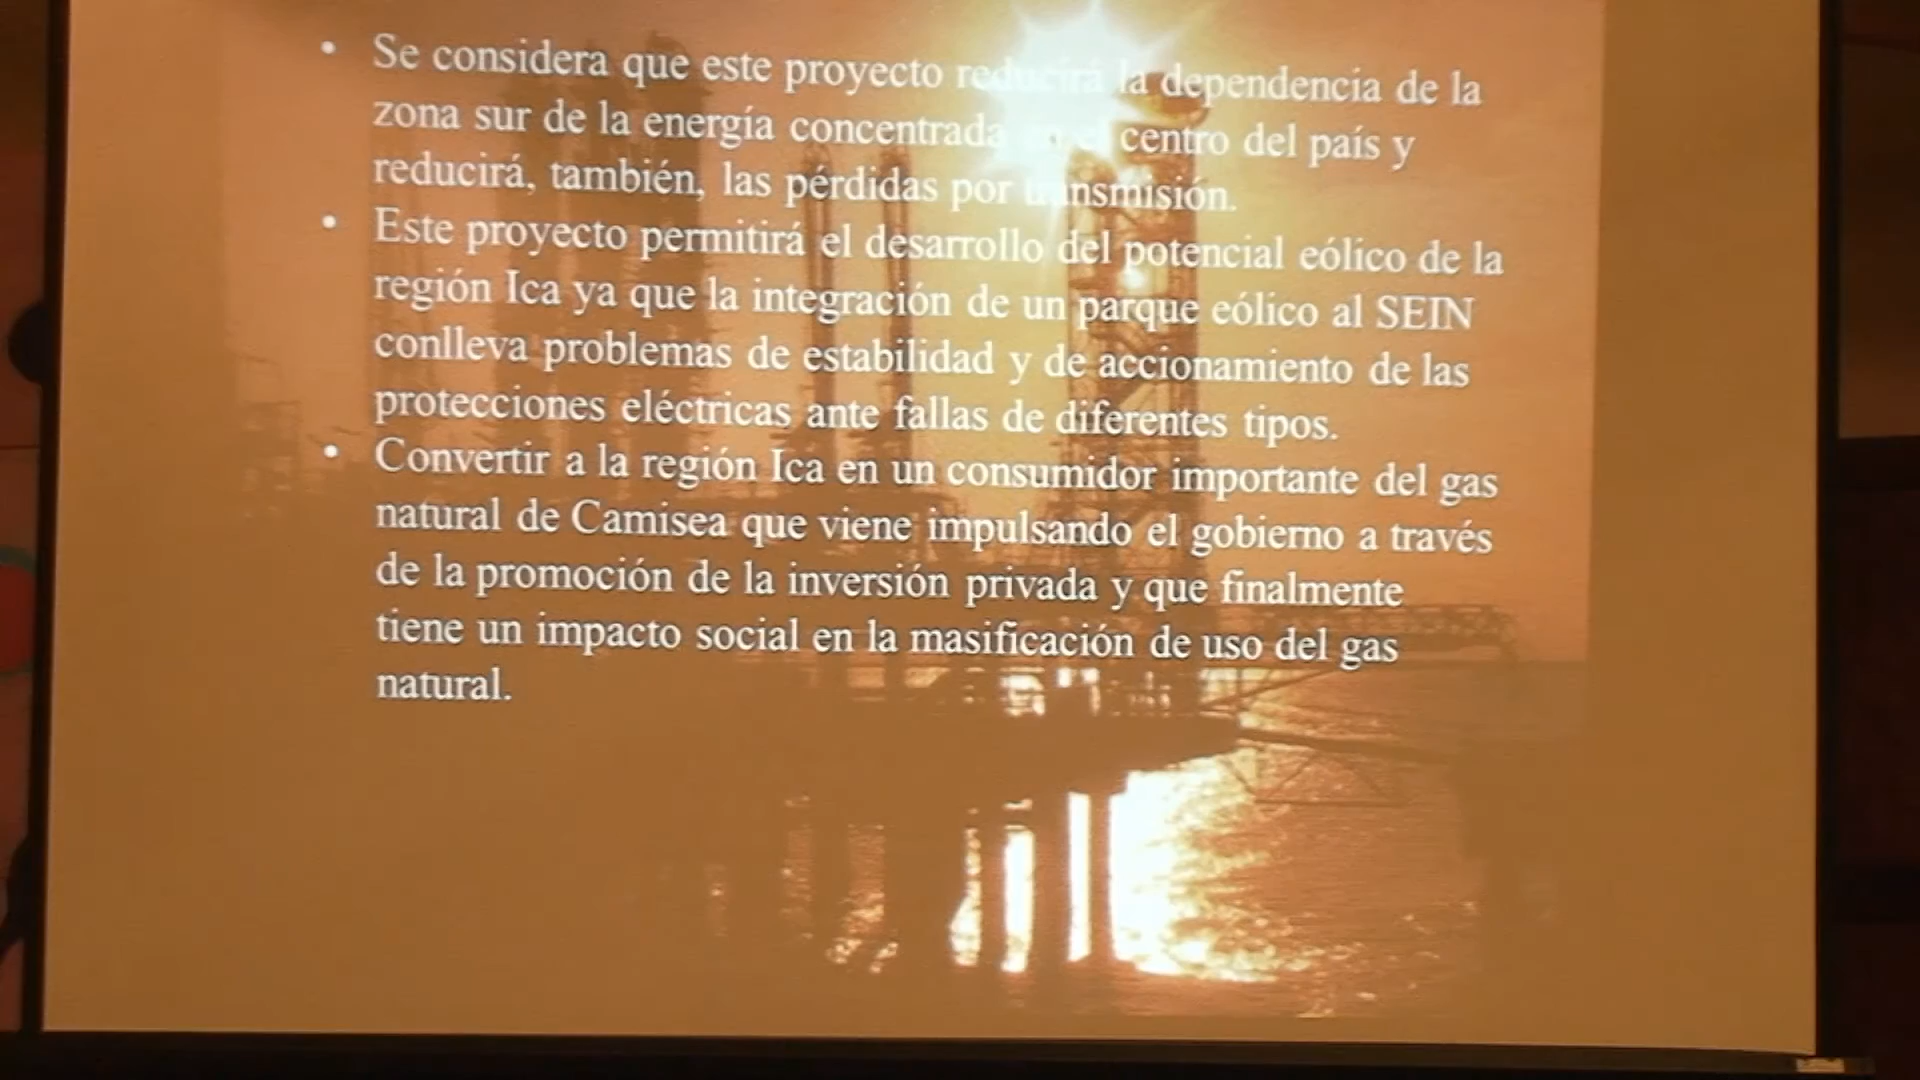 • Se considera que este proyecto reducirá la dependencia de la
zona sur de la energía concentrada en el centro del país y
reducirá, también, las pérdidas por transmisión.
• Este proyecto permitirá el desarrollo del potencial eólico de la
región Ica ya que la integración de un parque eólico al SEIN
conlleva problemas de estabilidad y de accionamiento de las
protecciones eléctricas ante fallas de diferentes tipos.
• Convertir a la región Ica en un consumidor importante del gas
natural de Camisea que viene impulsando el gobierno a través
de la promoción de la inversión privada y que finalmente
tiene un impacto social en la masificación de uso del gas
natural.